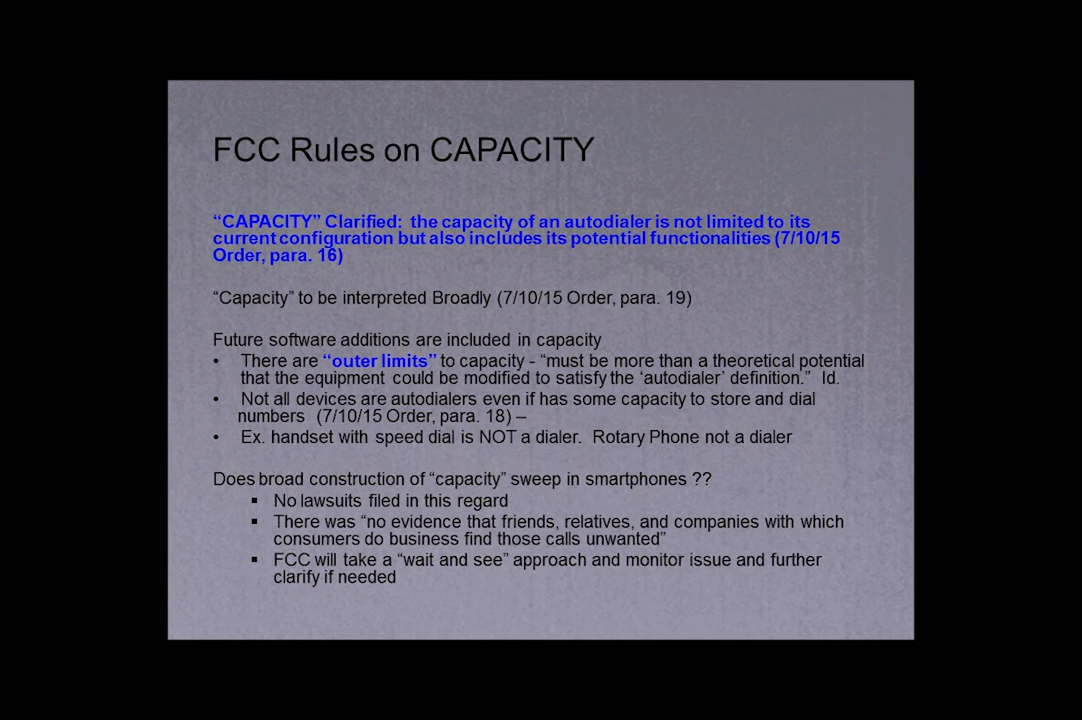 FCC Rules on CAPACITY
“CAPACITY” Clarified: the capacity of an autodialer is not limited to its
current configuration but also includes its potential functionalities (7/10/15
Order, para. 16)
“Capacity” to be interpreted Broadly (7/10/15 Order, para. 19)
Future software additions are included in capacity
• There are “outer limits” to capacity - “must be more than a theoretical potential
that the equipment could be modified to satisfy the ‘autodialer’ definition.” Id.
• Not all devices are autodialers even if has some capacity to store and dial
numbers (7/10/15 Order, para. 18) –
• Ex. handset with speed dial is NOT a dialer. Rotary Phone not a dialer
Does broad construction of “capacity” sweep in smartphones ??
▪ No lawsuits filed in this regard
▪ There was “no evidence that friends, relatives, and companies with which
consumers do business find those calls unwanted”
▪ FCC will take a “wait and see” approach and monitor issue and further
clarify if needed